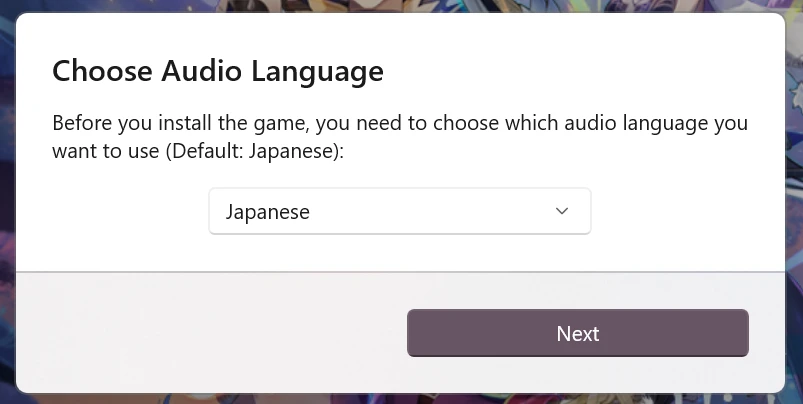 Choose Audio Language
Before you install the game, you need to choose which audio language you
want to use (Default: Japanese):
Japanese
Next